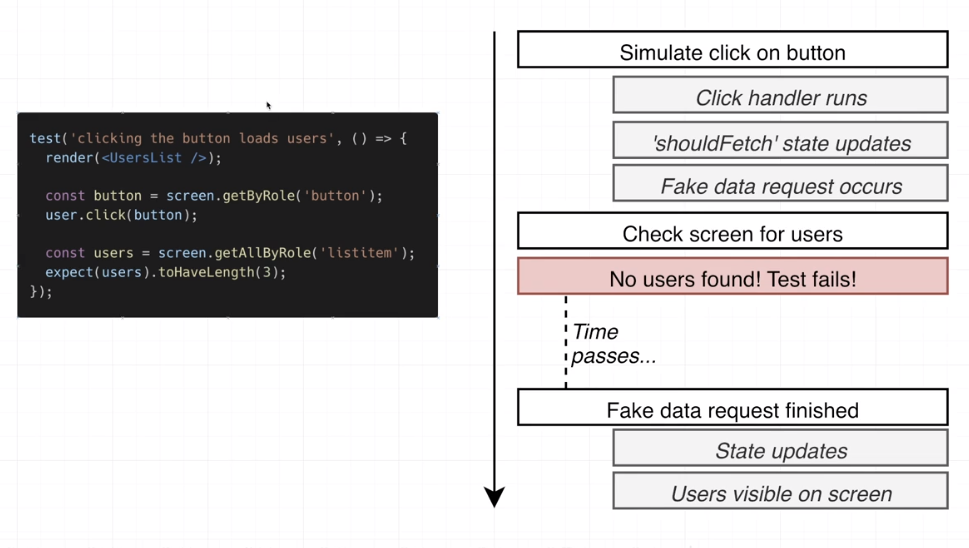 test('clicking the button loads users', () => {
render(<UsersList />);
const button = screen.getByRole('button');
user.click(button);
const users = screen.getAllByRole('listitem');
expect(users).toHaveLength(3);
});
Simulate click on button
Click handler runs
'shouldFetch' state updates
Fake data request occurs
Check screen for users
No users found! Test fails!
Time
passes...
Fake data request finished
State updates
Users visible on screen